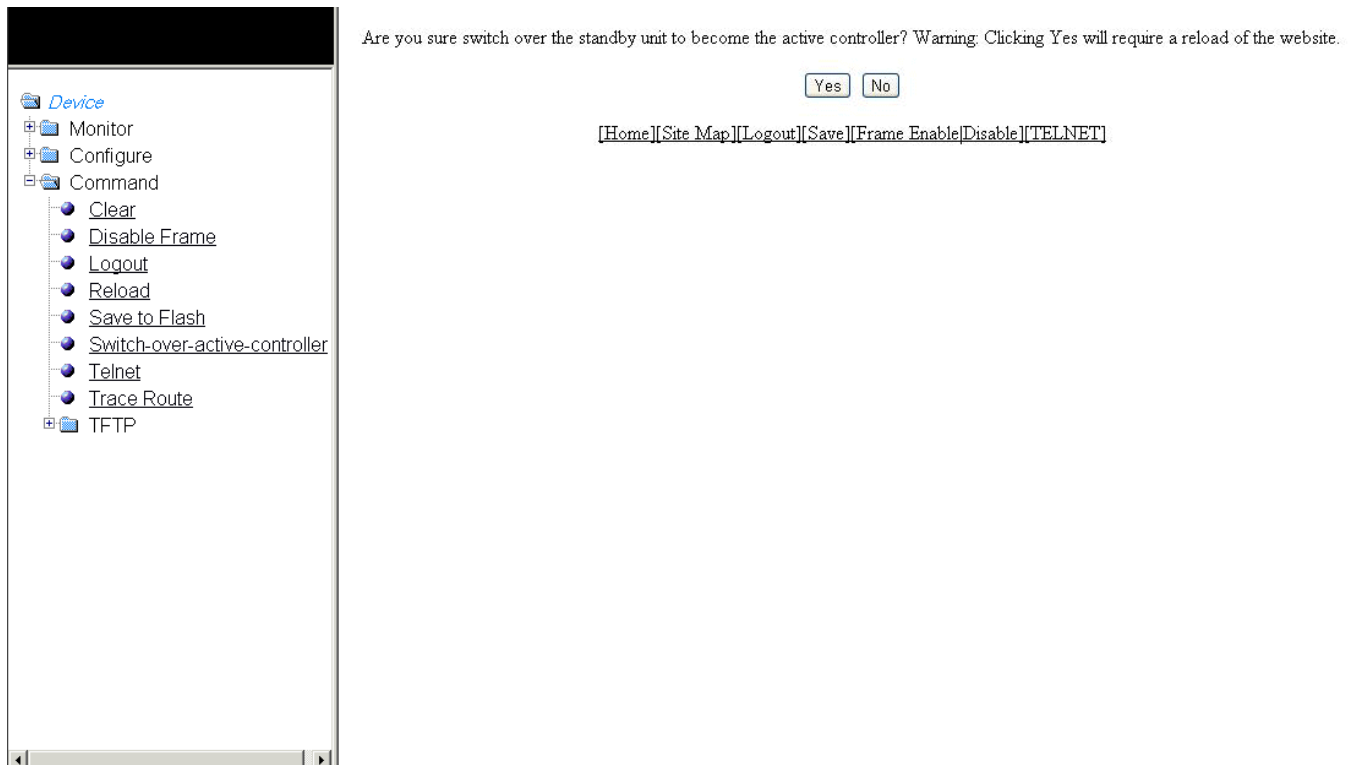 Are you sure switch over the standby unit to become the active controller? Warning: Clicking Yes will require a reload of the website.
Yes No
[Home][Site Map][Logout][Save][Frame Enable|Disable][TELNET]
Device
Monitor
Configure
Command
Clear
Disable Frame
Logout
Reload
Save to Flash
Switch-over-active-controller
Telnet
Trace Route
TFTP